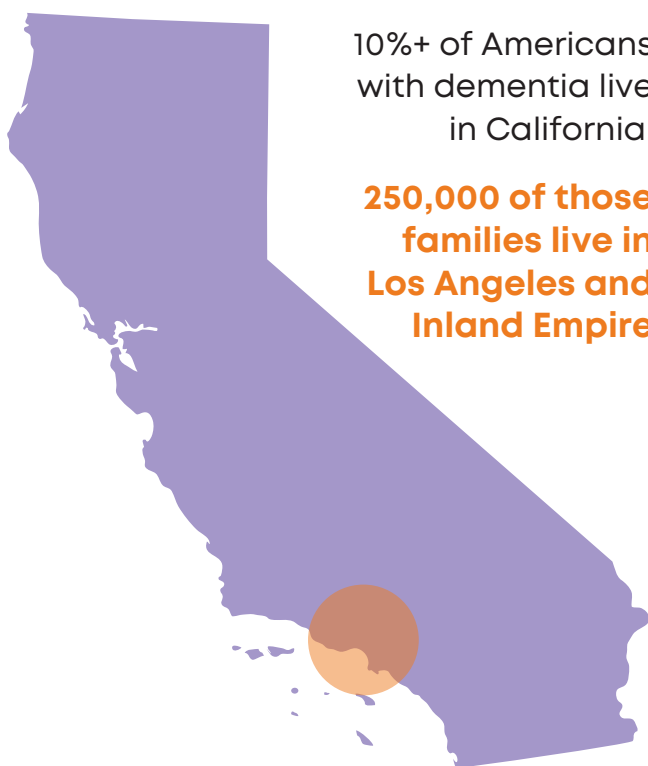 10%+ of Americans
with dementia live
in California
250,000 of those
families live in
Los Angeles and
Inland Empire